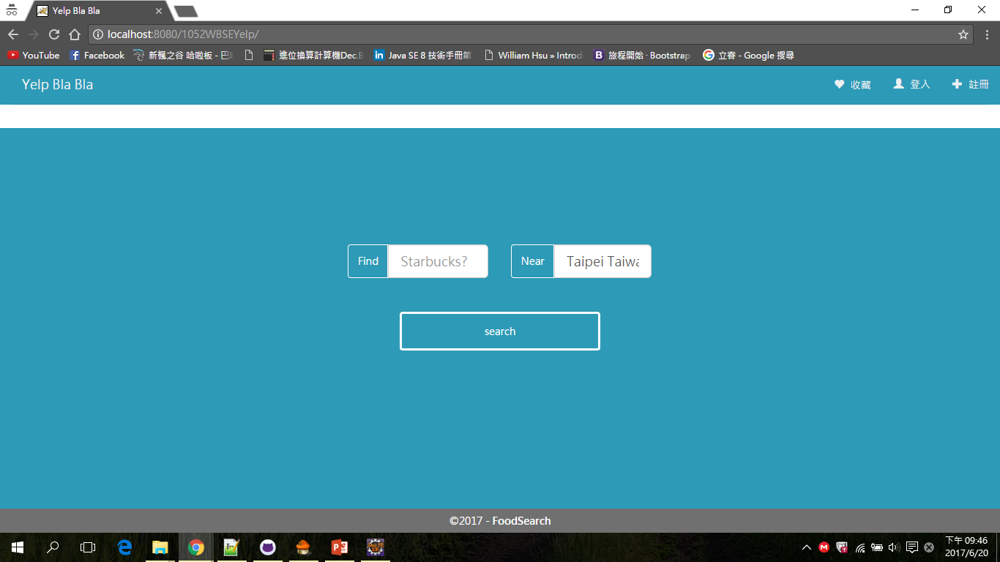 Yelp Bla Bla
localhost:8080/1052WBSEYelp/
YouTube Facebook 新楓之谷 哈啦板 - 巴 進位換算計算機Dec.B Java SE 8 技術手冊第 William Hsu » Introd 旅程開始 · Bootstrap 立春 - Google 搜尋
Yelp Bla Bla 收藏 登入 註冊
Find Starbucks? Near Taipei Taiwa
search
©2017 - FoodSearch
下午 09:46
2017/6/20